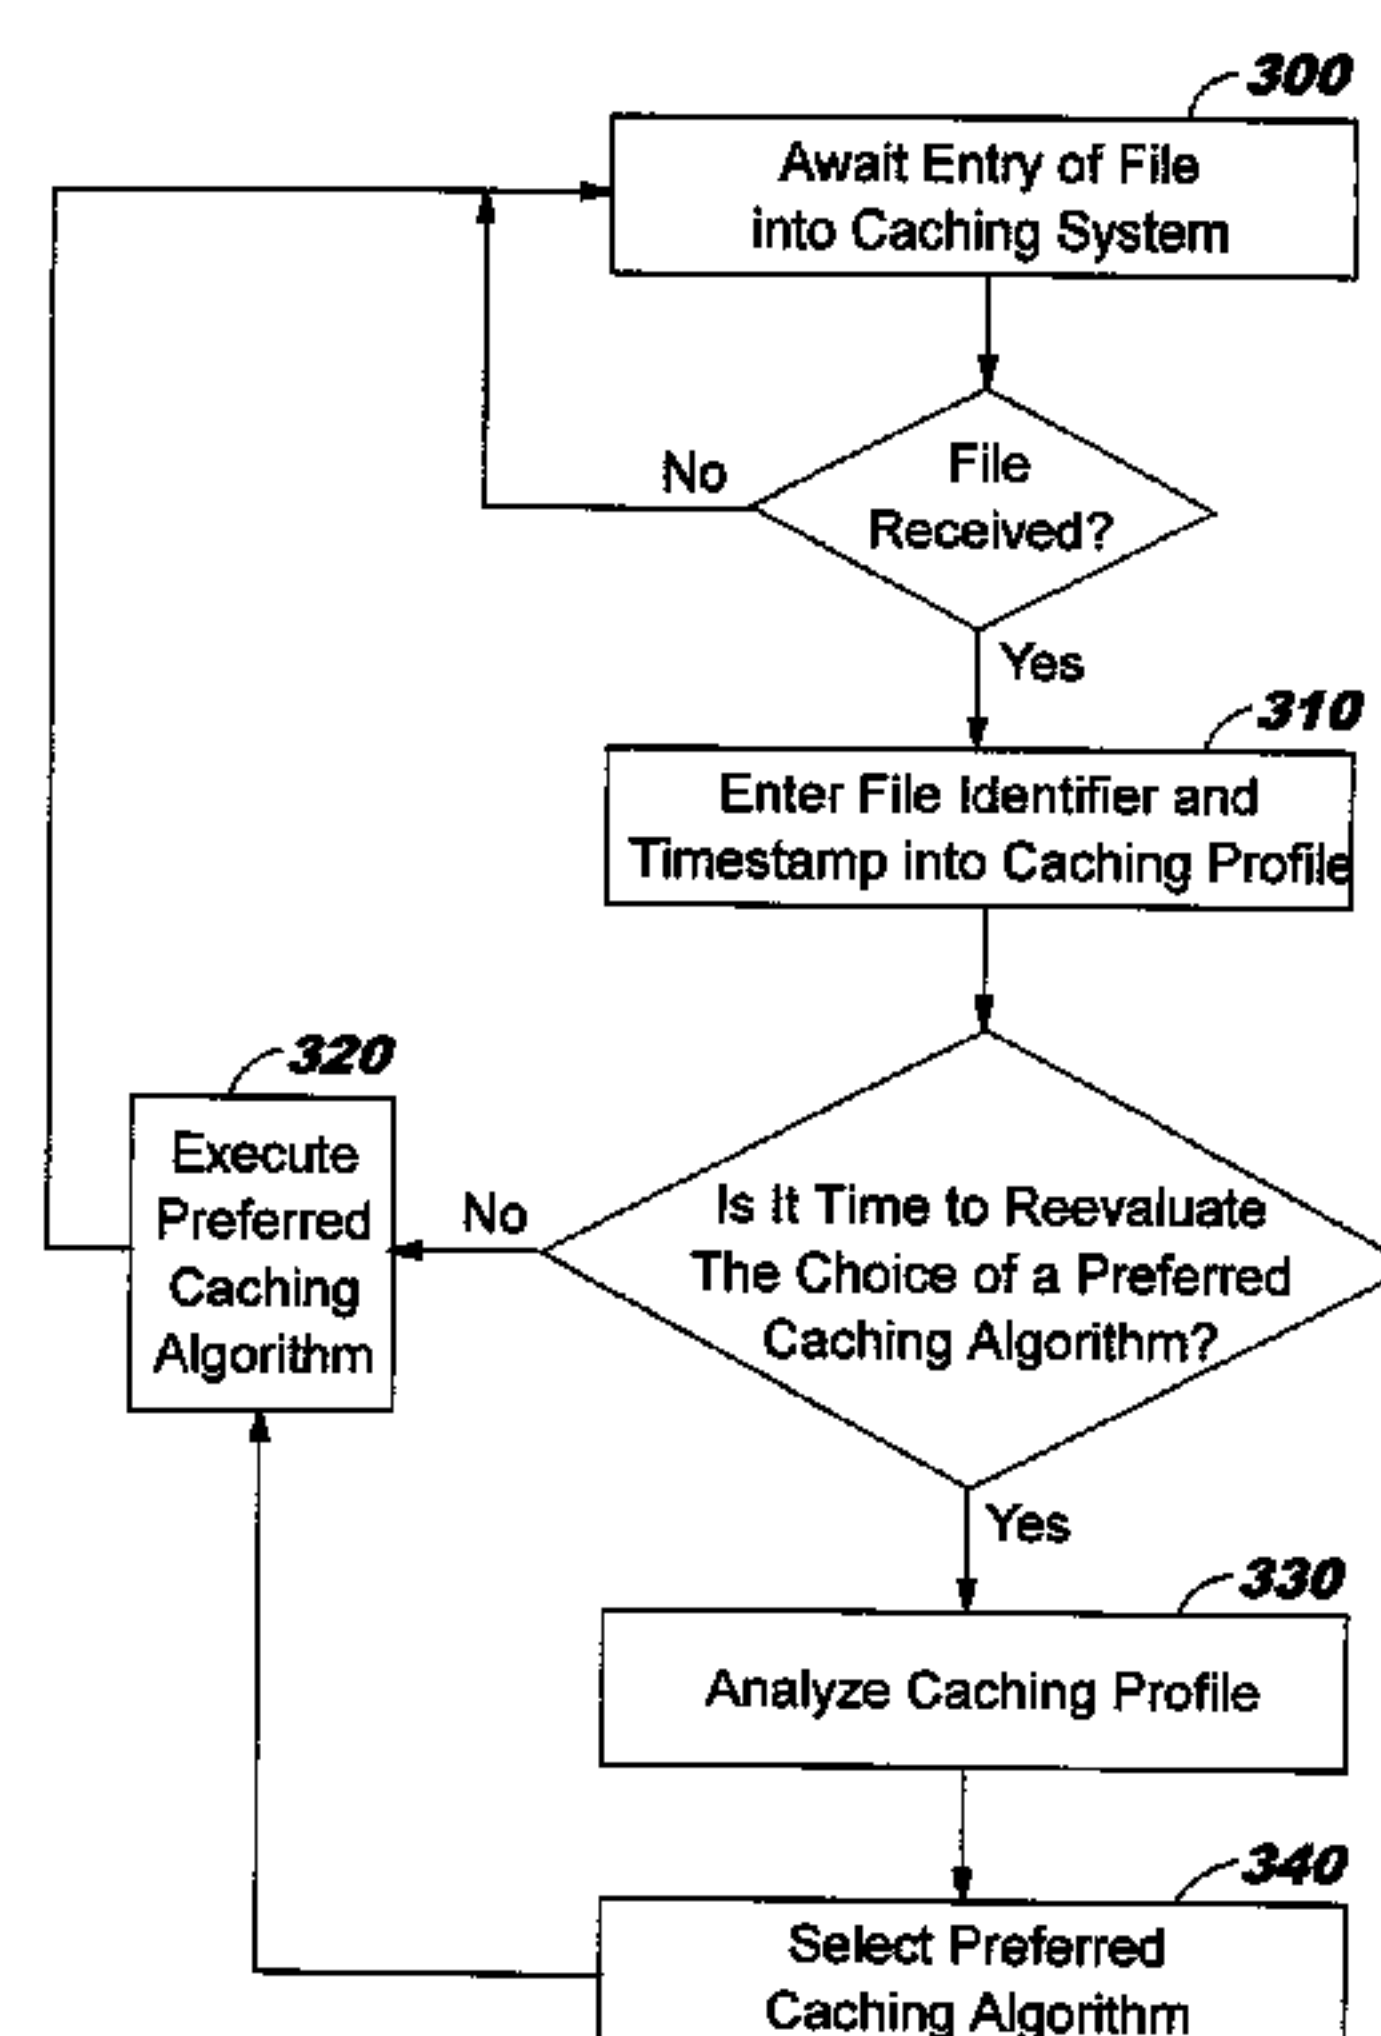 300
Await Entry of File
into Caching System
File
Received?
No
Yes
310
Enter File Identifier and
Timestamp into Caching Profile
Is It Time to Reevaluate
The Choice of a Preferred
Caching Algorithm?
No
320
Execute
Preferred
Caching
Algorithm
Yes
330
Analyze Caching Profile
340
Select Preferred
Caching Algorithm